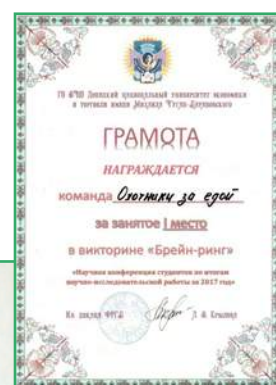 ГО ВПО Донецкий национальный университет экономики
и торговли имени Михаила Туган-Барановского
ГРАМОТА
НАГРАЖДАЕТСЯ
команда Охотники за едой
за занятое I место
в викторине «Брейн-ринг»
«Научная конференция студентов по итогам
научно-исследовательской работы за 2017 год»